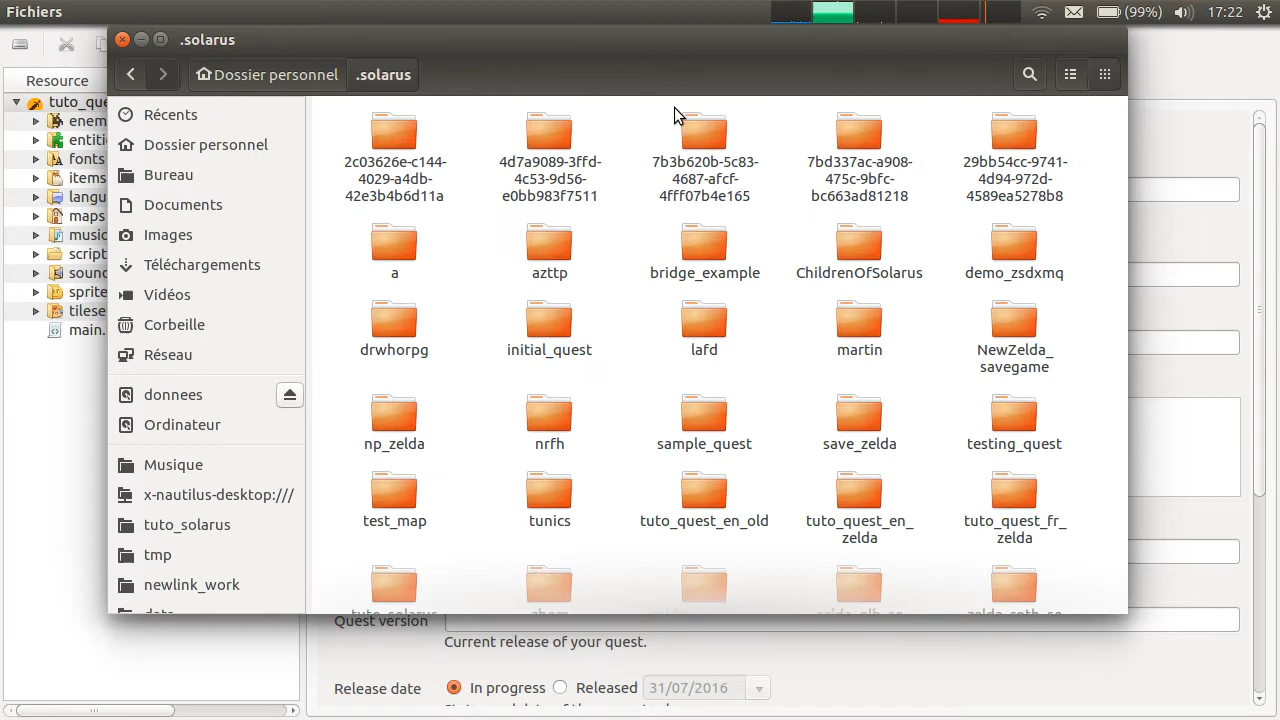 Fichiers
(99%)
17:22
.solarus
Dossier personnel
.solarus
Resource
tuto_que
enem
entiti
fonts
items
langu
maps
music
script
sound
sprite
tilese
main.
Récents
Dossier personnel
Bureau
Documents
Images
Téléchargements
Vidéos
Corbeille
Réseau
donnees
Ordinateur
Musique
x-nautilus-desktop:///
tuto_solarus
tmp
newlink_work
2c03626e-c144-
4029-a4db-
42e3b4b6d11a
4d7a9089-3ffd-
4c53-9d56-
e0bb983f7511
7b3b620b-5c83-
4687-afcf-
4fff07b4e165
7bd337ac-a908-
475c-9bfc-
bc663ad81218
29bb54cc-9741-
4d94-972d-
4589ea5278b8
a
azttp
bridge_example
ChildrenOfSolarus
demo_zsdxmq
drwhorpg
initial_quest
lafd
martin
NewZelda_
savegame
np_zelda
nrfh
sample_quest
save_zelda
testing_quest
test_map
tunics
tuto_quest_en_old
tuto_quest_en_
zelda
tuto_quest_fr_
zelda
tuto_solarus
Quest version
Current release of your quest.
Release date
In progress
Released
31/07/2016